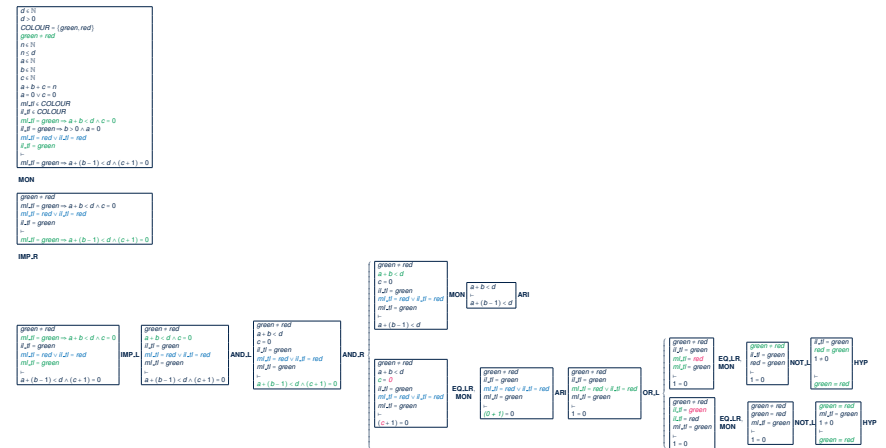 d ∈ ℕ
d > 0
COLOUR = {green, red}
green ≠ red
n ∈ ℕ
n ≤ d
a ∈ ℕ
b ∈ ℕ
c ∈ ℕ
a + b + c = n
a = 0 ∨ c = 0
ml_tl ∈ COLOUR
il_tl ∈ COLOUR
ml_tl = green ⇒ a + b < d ∧ c = 0
il_tl = green ⇒ b > 0 ∧ a = 0
ml_tl = red ∨ il_tl = red
il_tl = green
⊢
ml_tl = green ⇒ a + (b − 1) < d ∧ (c + 1) = 0
MON
green ≠ red
ml_tl = green ⇒ a + b < d ∧ c = 0
ml_tl = red ∨ il_tl = red
il_tl = green
⊢
ml_tl = green ⇒ a + (b − 1) < d ∧ (c + 1) = 0
IMP_R
green ≠ red
ml_tl = green ⇒ a + b < d ∧ c = 0
il_tl = green
ml_tl = red ∨ il_tl = red
ml_tl = green
⊢
a + (b − 1) < d ∧ (c + 1) = 0
IMP_L
green ≠ red
a + b < d ∧ c = 0
il_tl = green
ml_tl = red ∨ il_tl = red
ml_tl = green
⊢
a + (b − 1) < d ∧ (c + 1) = 0
AND_L
green ≠ red
a + b < d
c = 0
il_tl = green
ml_tl = red ∨ il_tl = red
ml_tl = green
⊢
a + (b − 1) < d ∧ (c + 1) = 0
AND_R
green ≠ red
a + b < d
c = 0
il_tl = green
ml_tl = red ∨ il_tl = red
ml_tl = green
⊢
a + (b − 1) < d
MON
a + b < d
⊢
a + (b − 1) < d
ARI
green ≠ red
a + b < d
c = 0
il_tl = green
ml_tl = red ∨ il_tl = red
ml_tl = green
⊢
(c + 1) = 0
EQ_LR,
MON
green ≠ red
il_tl = green
ml_tl = red ∨ il_tl = red
ml_tl = green
⊢
(0 + 1) = 0
ARI
green ≠ red
il_tl = green
ml_tl = red ∨ il_tl = red
ml_tl = green
⊢
1 = 0
OR_L
green ≠ red
il_tl = green
ml_tl = red
ml_tl = green
⊢
1 = 0
EQ_LR,
MON
green ≠ red
il_tl = green
red = green
⊢
1 = 0
NOT_L
il_tl = green
red = green
1 ≠ 0
⊢
green = red
HYP
green ≠ red
il_tl = green
il_tl = red
ml_tl = green
⊢
1 = 0
EQ_LR,
MON
green ≠ red
green = red
ml_tl = green
⊢
1 = 0
NOT_L
green = red
ml_tl = green
1 ≠ 0
⊢
green = red
HYP